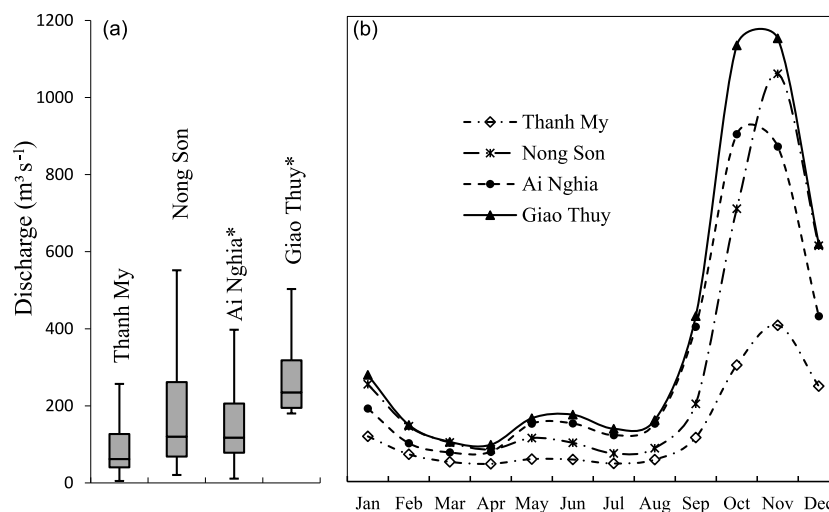 (a)
Discharge (m³ s⁻¹)
1200
1000
800
600
400
200
0
Thanh My
Nong Son
Ai Nghia*
Giao Thuy*
(b)
Thanh My
Nong Son
Ai Nghia
Giao Thuy
Jan Feb Mar Apr May Jun Jul Aug Sep Oct Nov Dec